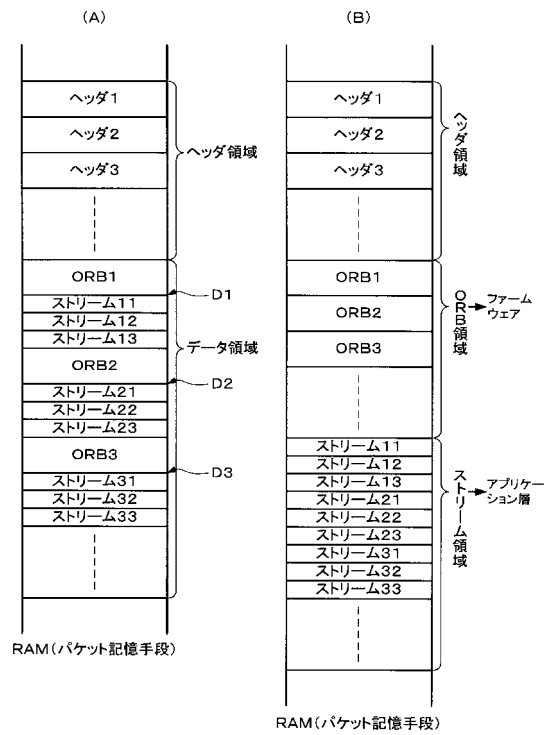 (A)
ヘッダ1
ヘッダ2
ヘッダ3
ヘッダ領域
ORB1
D1
ストリーム11
ストリーム12
ストリーム13
データ領域
ORB2
D2
ストリーム21
ストリーム22
ストリーム23
ORB3
D3
ストリーム31
ストリーム32
ストリーム33
RAM(パケット記憶手段)
(B)
ヘッダ1
ヘッダ2
ヘッダ3
ヘッダ領域
ORB1
ORB2
ORB3
ORB領域
ファーム
ウェア
ストリーム11
ストリーム12
ストリーム13
ストリーム21
ストリーム22
ストリーム23
ストリーム31
ストリーム32
ストリーム33
ストリーム領域
アプリケー
ション層
RAM(パケット記憶手段)